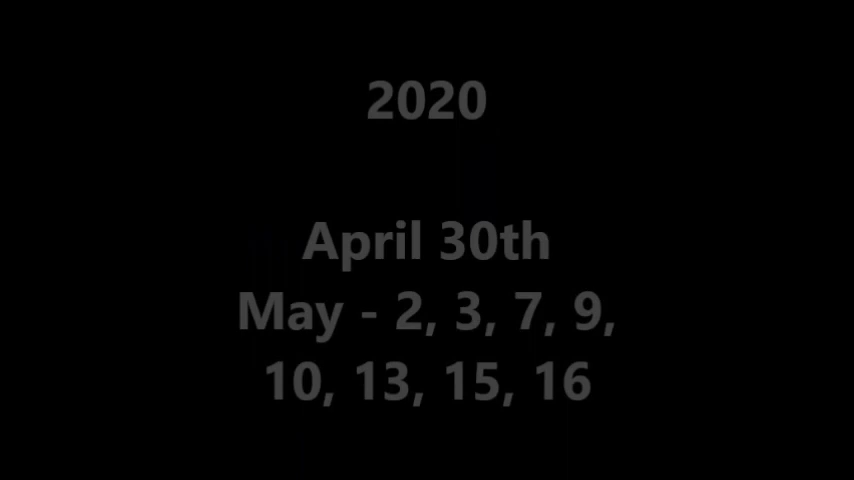 2020
April 30th
May - 2, 3, 7, 9,
10, 13, 15, 16